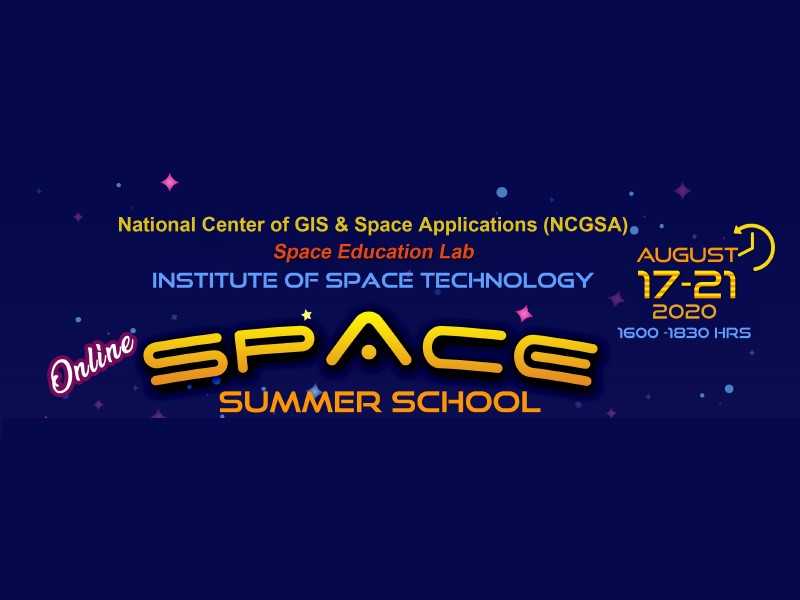 National Center of GIS & Space Applications (NCGSA)
Space Education Lab
INSTITUTE OF SPACE TECHNOLOGY
Online
SPACE
SUMMER SCHOOL
AUGUST
17-21
2020
1600 -1830 HRS